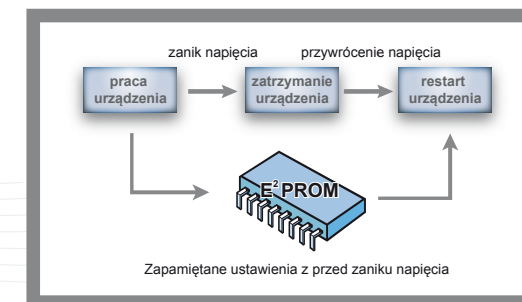 zanik napięcia
przywrócenie napięcia
praca
urządzenia
zatrzymanie
urządzenia
restart
urządzenia
E²PROM
Zapamiętane ustawienia z przed zaniku napięcia